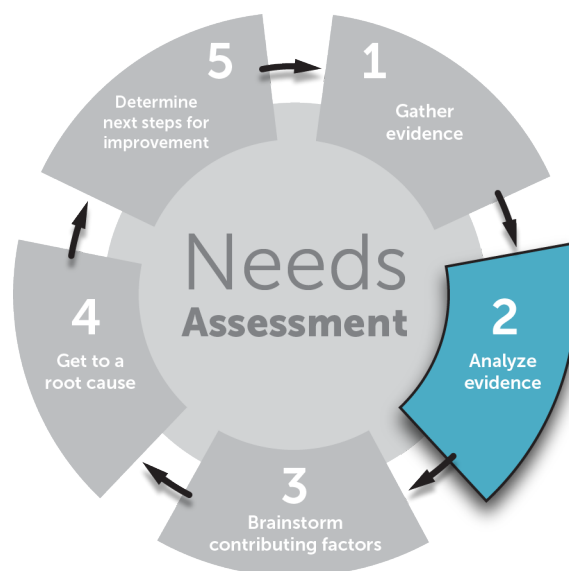 Needs
Assessment
1
Gather
evidence
2
Analyze
evidence
3
Brainstorm
contributing factors
4
Get to a
root cause
5
Determine
next steps for
improvement